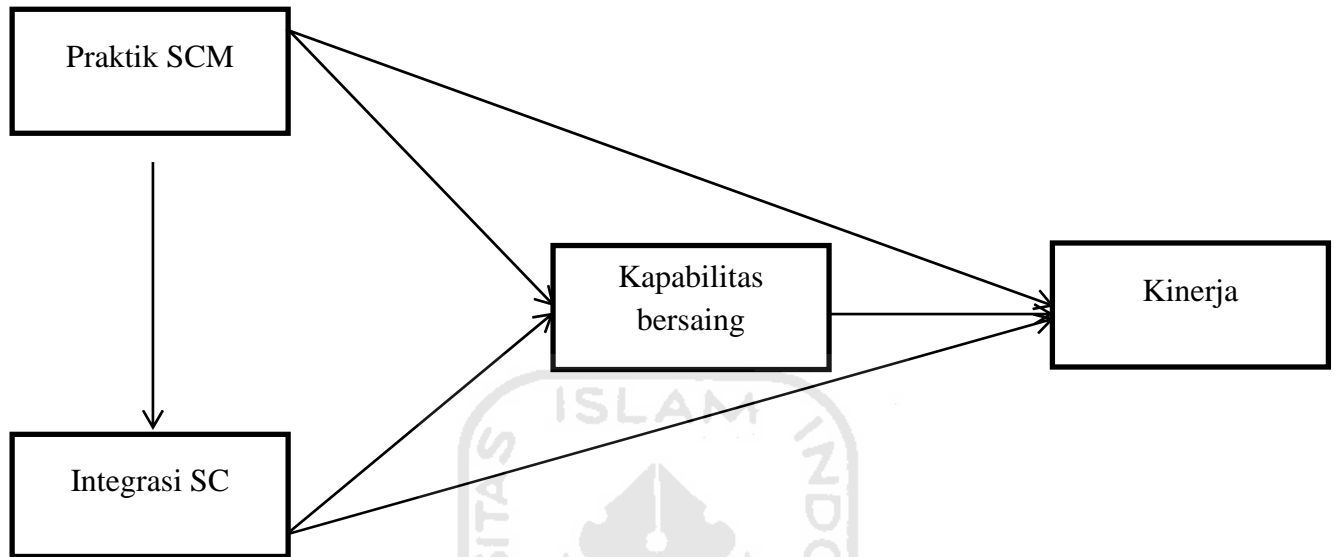 Praktik SCM
Kapabilitas
bersaing
Kinerja
Integrasi SC
ISLAM